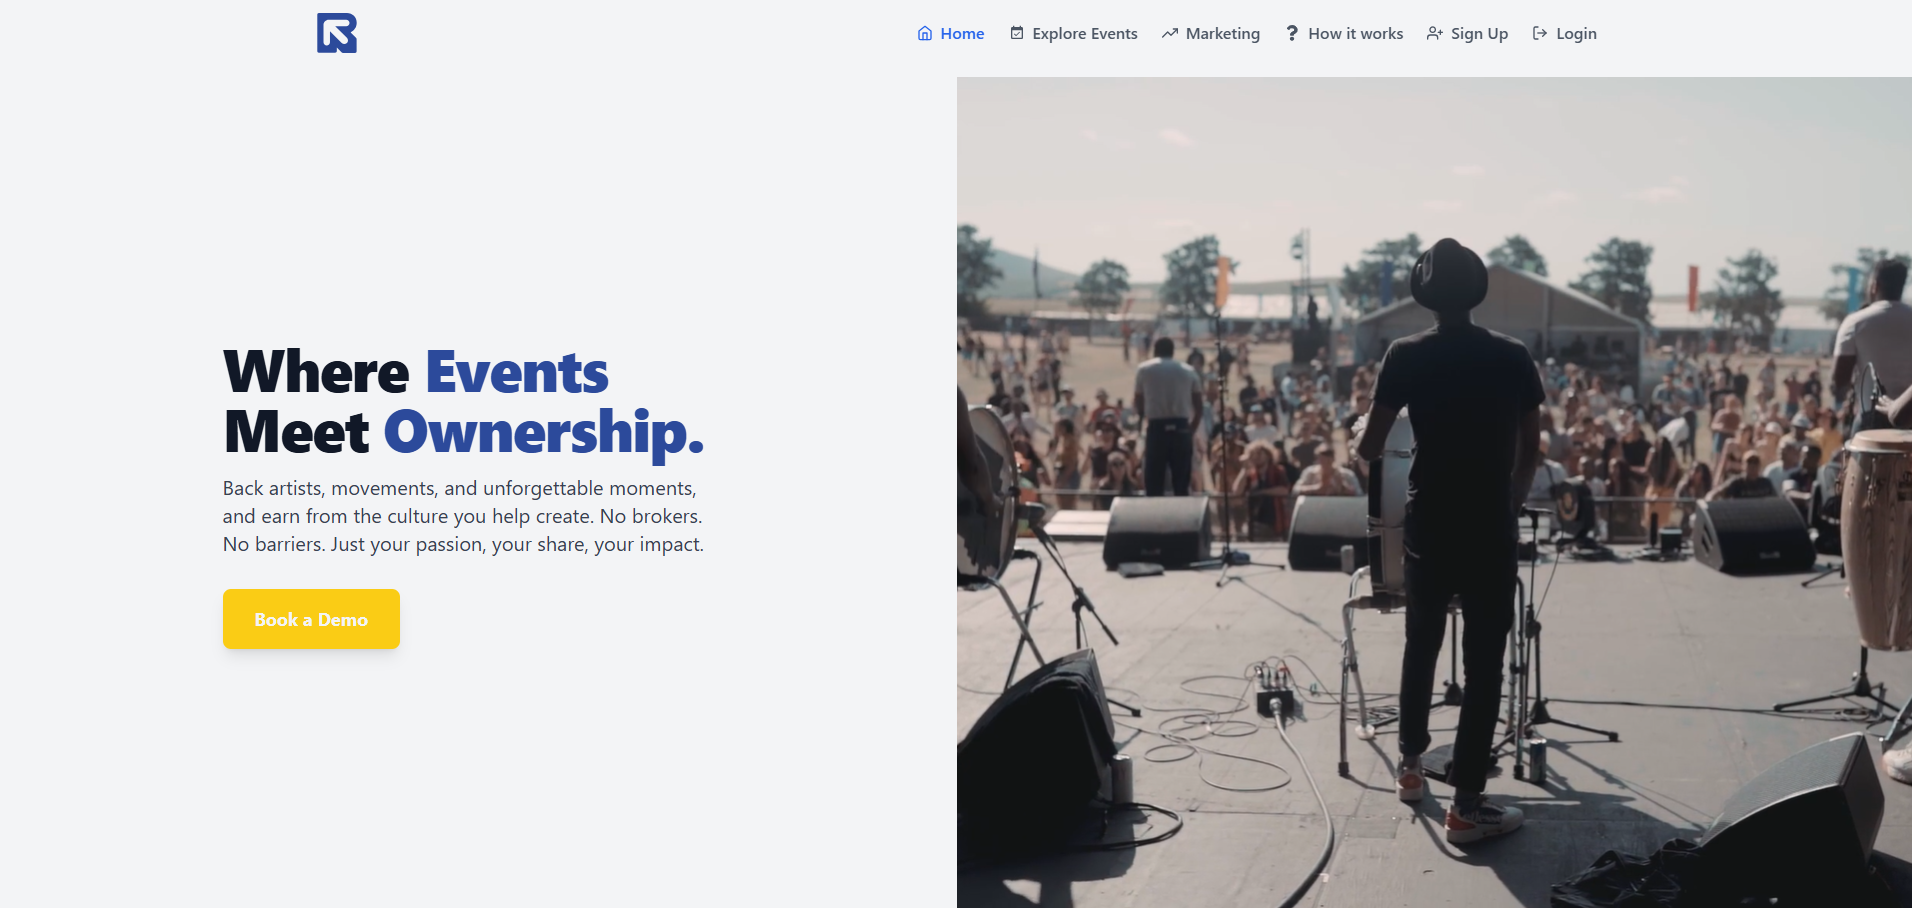 Home Explore Events Marketing How it works Sign Up Login
Where Events
Meet Ownership.
Back artists, movements, and unforgettable moments,
and earn from the culture you help create. No brokers.
No barriers. Just your passion, your share, your impact.
Book a Demo